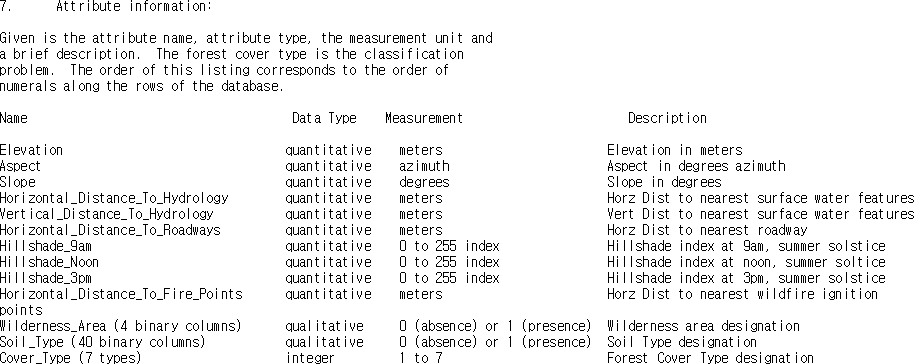 7.      Attribute information:
Given is the attribute name, attribute type, the measurement unit and
a brief description.  The forest cover type is the classification
problem.  The order of this listing corresponds to the order of
numerals along the rows of the database.
Name                                     Data Type    Measurement                       Description
Elevation                               quantitative    meters                       Elevation in meters
Aspect                                  quantitative    azimuth                      Aspect in degrees azimuth
Slope                                   quantitative    degrees                      Slope in degrees
Horizontal_Distance_To_Hydrology        quantitative    meters                       Horz Dist to nearest surface water features
Vertical_Distance_To_Hydrology          quantitative    meters                       Vert Dist to nearest surface water features
Horizontal_Distance_To_Roadways         quantitative    meters                       Horz Dist to nearest roadway
Hillshade_9am                           quantitative    0 to 255 index               Hillshade index at 9am, summer solstice
Hillshade_Noon                          quantitative    0 to 255 index               Hillshade index at noon, summer soltice
Hillshade_3pm                           quantitative    0 to 255 index               Hillshade index at 3pm, summer solstice
Horizontal_Distance_To_Fire_Points      quantitative    meters                       Horz Dist to nearest wildfire ignition
points
Wilderness_Area (4 binary columns)      qualitative     0 (absence) or 1 (presence)  Wilderness area designation
Soil_Type (40 binary columns)           qualitative     0 (absence) or 1 (presence)  Soil Type designation
Cover_Type (7 types)                    integer         1 to 7                       Forest Cover Type designation